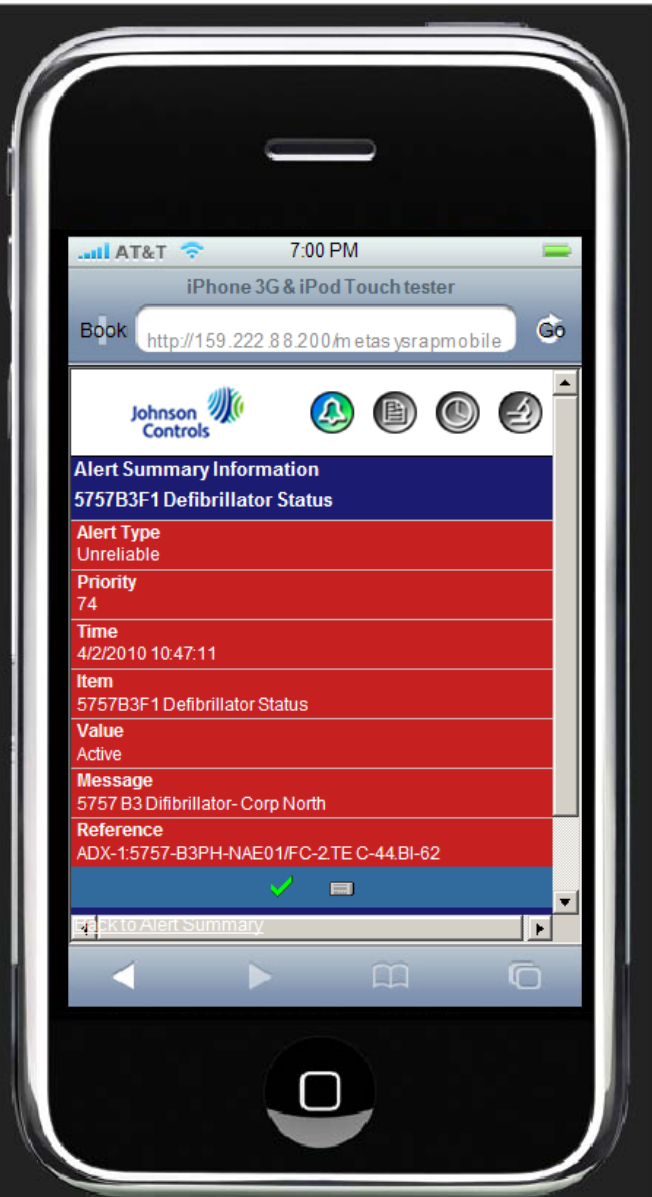 AT&T 7:00 PM
iPhone 3G & iPod Touch tester
Book http://159.222.88.200/metasysrapmobile Go
Johnson
Controls
Alert Summary Information
5757B3F1 Defibrillator Status
Alert Type
Unreliable
Priority
74
Time
4/2/2010 10:47:11
Item
5757B3F1 Defibrillator Status
Value
Active
Message
5757 B3 Difibrillator- Corp North
Reference
ADX-1:5757-B3PH-NAE01/FC-2.TEC-44.BI-62
Back to Alert Summary